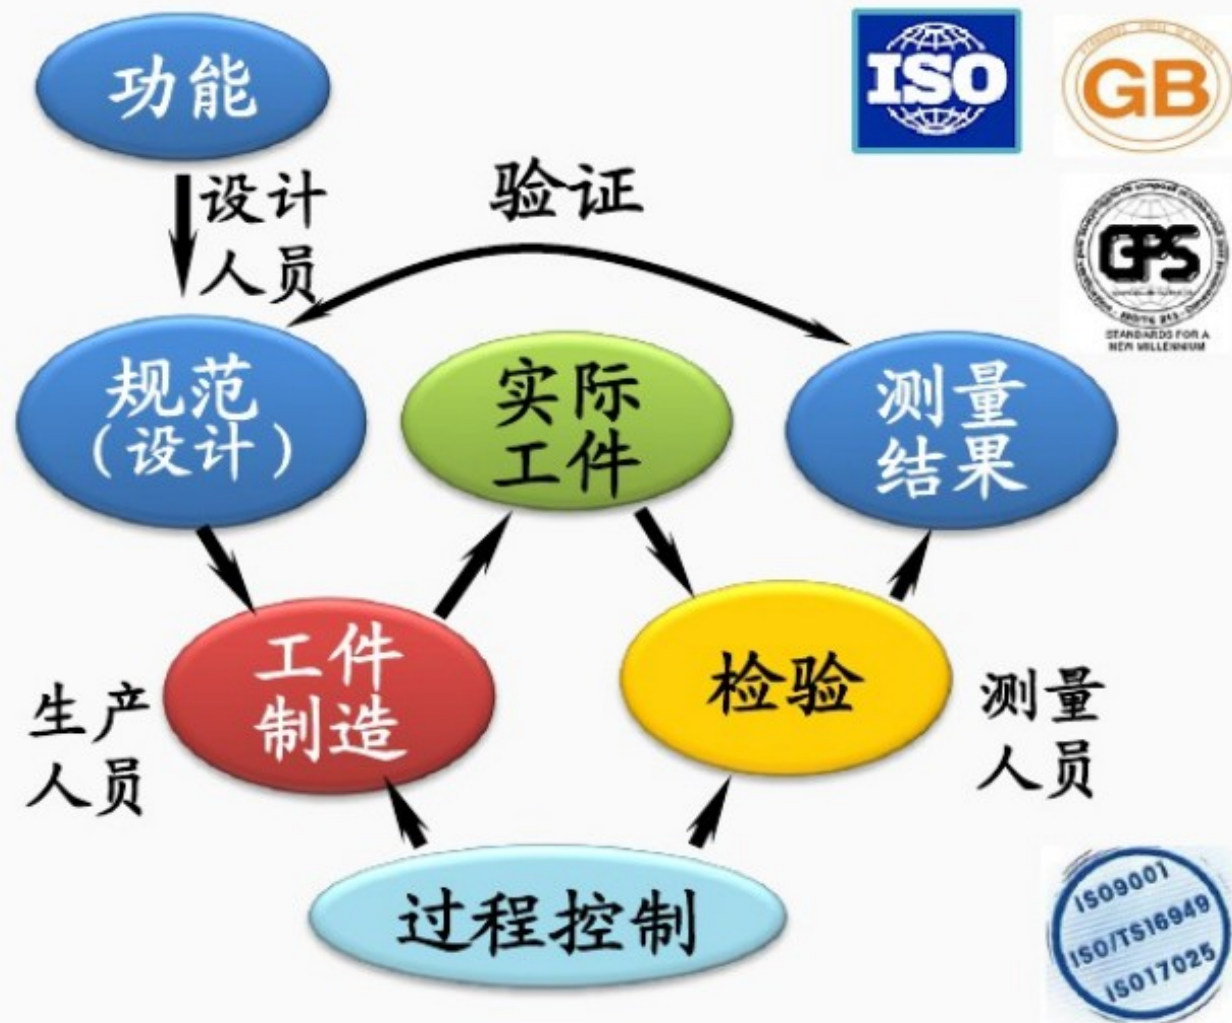 功能
ISO
GB
设计
人员
验证
GPS
STANDARDS FOR A
NEW MILLENNIUM
规范
（设计）
实际
工件
测量
结果
工件
制造
生产
人员
检验
测量
人员
过程控制
ISO9001
ISO/TS16949
ISO17025